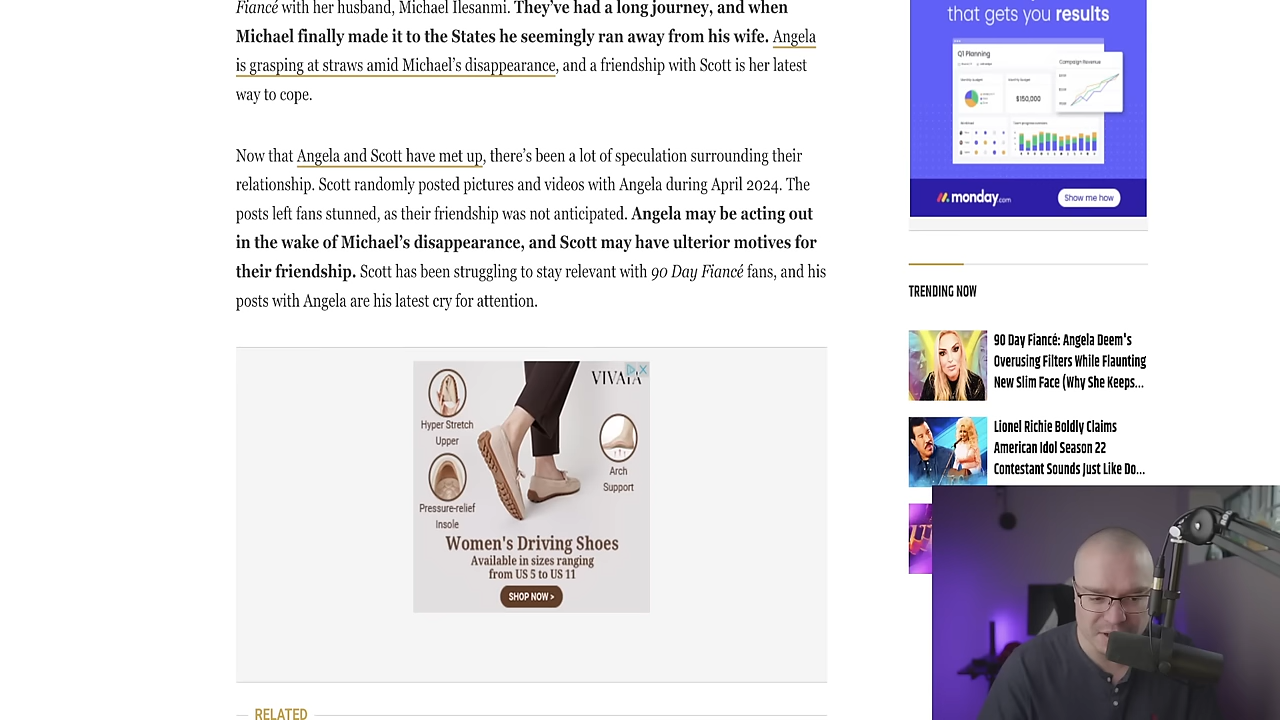 Fiancé with her husband, Michael Ilesanmi. They've had a long journey, and when
Michael finally made it to the States he seemingly ran away from his wife. Angela
is grasping at straws amid Michael's disappearance, and a friendship with Scott is her latest
way to cope.
Now that Angela and Scott have met up, there's been a lot of speculation surrounding their
relationship. Scott randomly posted pictures and videos with Angela during April 2024. The
posts left fans stunned, as their friendship was not anticipated. Angela may be acting out
in the wake of Michael's disappearance, and Scott may have ulterior motives for
their friendship. Scott has been struggling to stay relevant with 90 Day Fiancé fans, and his
posts with Angela are his latest cry for attention.
VIVAIA
Hyper Stretch
Upper
Arch
Support
Pressure-relief
Insole
Women's Driving Shoes
Available in sizes ranging
from US 5 to US 11
SHOP NOW >
RELATED
that gets you results
Q1 Planning
Campaign Revenue
$150,000
monday.com
Show me how
TRENDING NOW
90 Day Fiancé: Angela Deem's
Overusing Filters While Flaunting
New Slim Face (Why She Keeps...
Lionel Richie Boldly Claims
American Idol Season 22
Contestant Sounds Just Like Do...